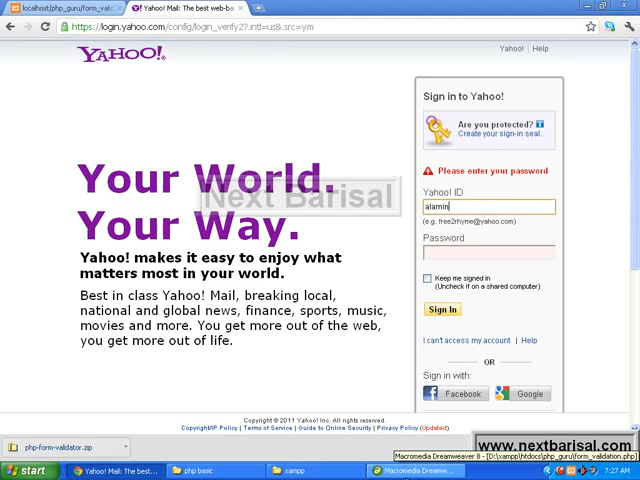 localhost/php_guru/form_valid
Yahoo! Mail: The best web-ba
https://login.yahoo.com/config/login_verify2?.intl=us&.src=ym
YAHOO!
Yahoo! | Help
Sign in to Yahoo!
Are you protected?
Create your sign-in seal.
Please enter your password
Yahoo! ID
alamin
(e.g. free2rhyme@yahoo.com)
Password
Keep me signed in
(Uncheck if on a shared computer)
Sign In
I can't access my account | Help
OR
Sign in with:
Facebook
Google
Your World.
Your Way.
Next Barisal
Yahoo! makes it easy to enjoy what
matters most in your world.
Best in class Yahoo! Mail, breaking local,
national and global news, finance, sports, music,
movies and more. You get more out of the web,
you get more out of life.
Copyright © 2011 Yahoo! Inc. All rights reserved.
Copyright/IP Policy | Terms of Service | Guide to Online Security | Privacy Policy (Updated)
php-form-validator.zip
www.nextbarisal.com
Macromedia Dreamweaver 8 - [D:\xampp\htdocs\php_guru\form_validation.php]
start
Yahoo! Mail: The best...
php basic
xampp
Macromedia Dreamw...
7:27 AM